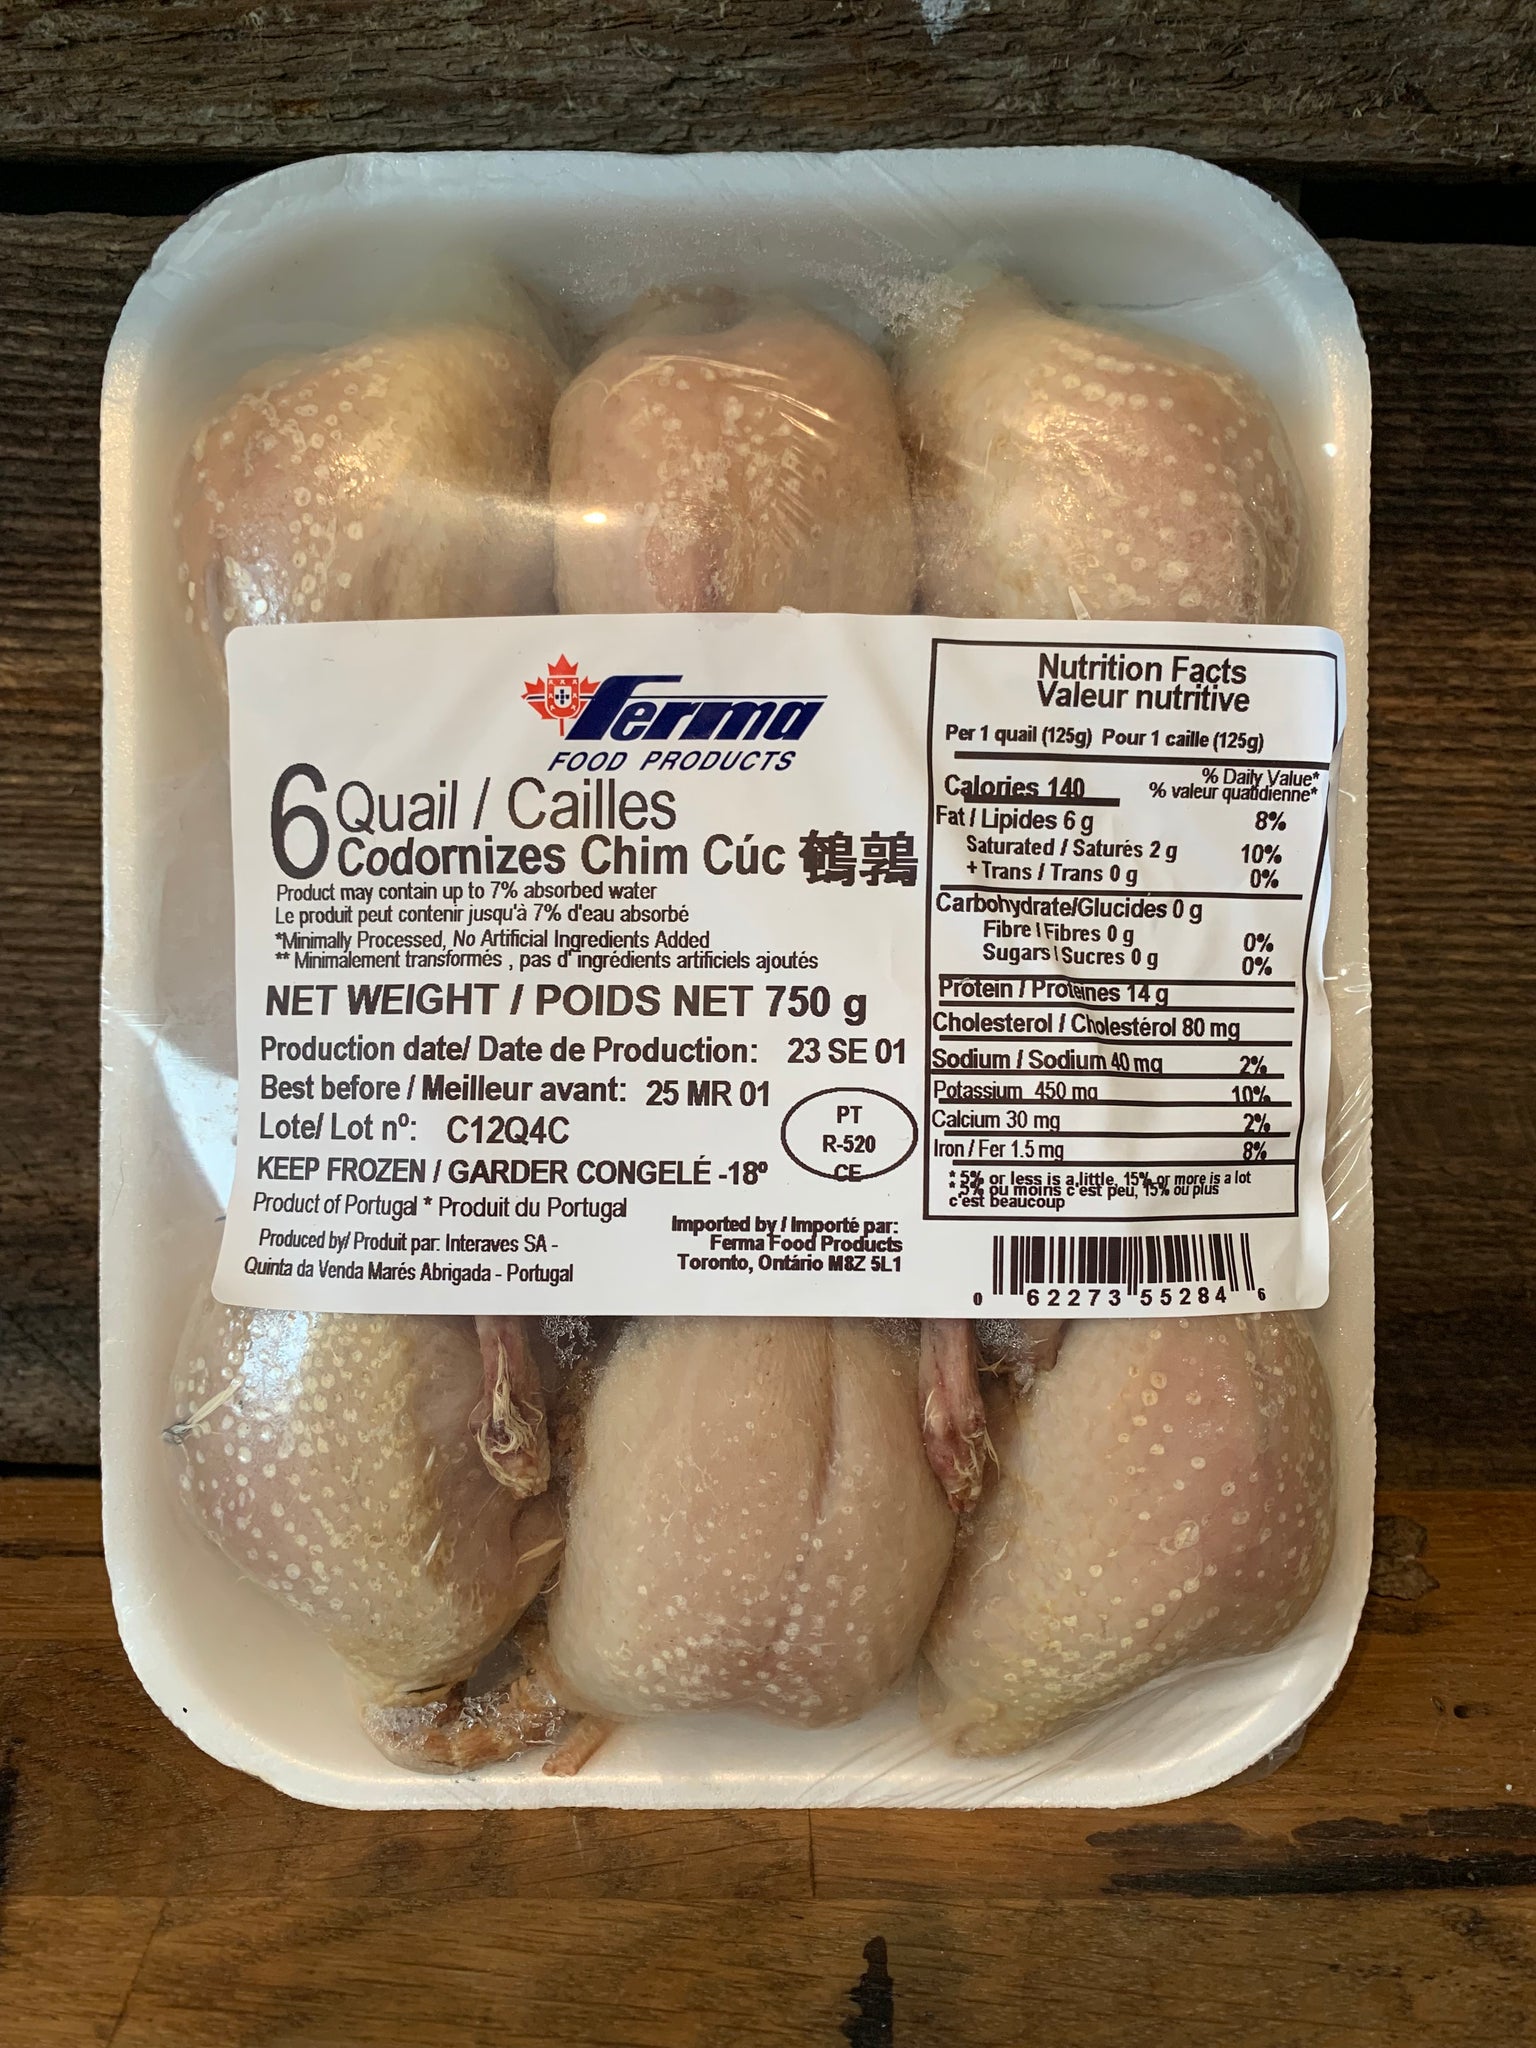 Ferma
FOOD PRODUCTS
6 Quail / Cailles
Codornizes Chim Cúc 鵪鶉
Product may contain up to 7% absorbed water
Le produit peut contenir jusqu'à 7% d'eau absorbé
*Minimally Processed, No Artificial Ingredients Added
** Minimalement transformés , pas d' ingrédients artificiels ajoutés
NET WEIGHT / POIDS NET 750 g
Production date/ Date de Production: 23 SE 01
Best before / Meilleur avant: 25 MR 01
Lote/ Lot nº: C12Q4C
KEEP FROZEN / GARDER CONGELÉ -18º
PT
R-520
CE
Product of Portugal * Produit du Portugal
Produced by/ Produit par: Interaves SA -
Quinta da Venda Marés Abrigada - Portugal
Imported by / Importé par:
Ferma Food Products
Toronto, Ontário M8Z 5L1
Nutrition Facts
Valeur nutritive
Per 1 quail (125g) Pour 1 caille (125g)
% Daily Value*
Calories 140 % valeur quatidienne*
Fat / Lipides 6 g 8%
Saturated / Saturés 2 g 10%
+ Trans / Trans 0 g 0%
Carbohydrate/Glucides 0 g
Fibre / Fibres 0 g 0%
Sugars / Sucres 0 g 0%
Protein / Proteines 14 g
Cholesterol / Cholestérol 80 mg
Sodium / Sodium 40 mg 2%
Potassium 450 mg 10%
Calcium 30 mg 2%
Iron / Fer 1.5 mg 8%
* 5% or less is a little, 15% or more is a lot
* 5% ou moins c'est peu, 15% ou plus
c'est beaucoup
0 62273 55284 6